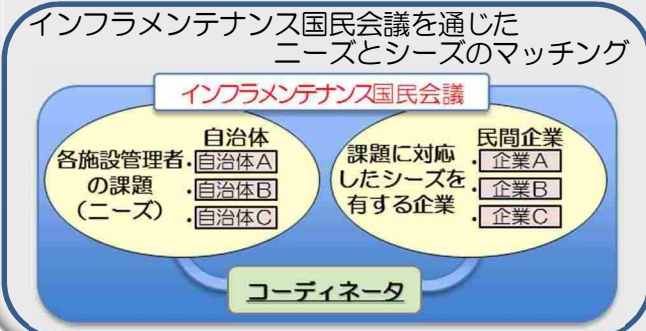 インフラメンテナンス国民会議を通じた
ニーズとシーズのマッチング
インフラメンテナンス国民会議
自治体
各施設管理者
の課題
（ニーズ）
・自治体A
・自治体B
・自治体C
民間企業
課題に対応
したシーズを
有する企業
・企業A
・企業B
・企業C
コーディネータ